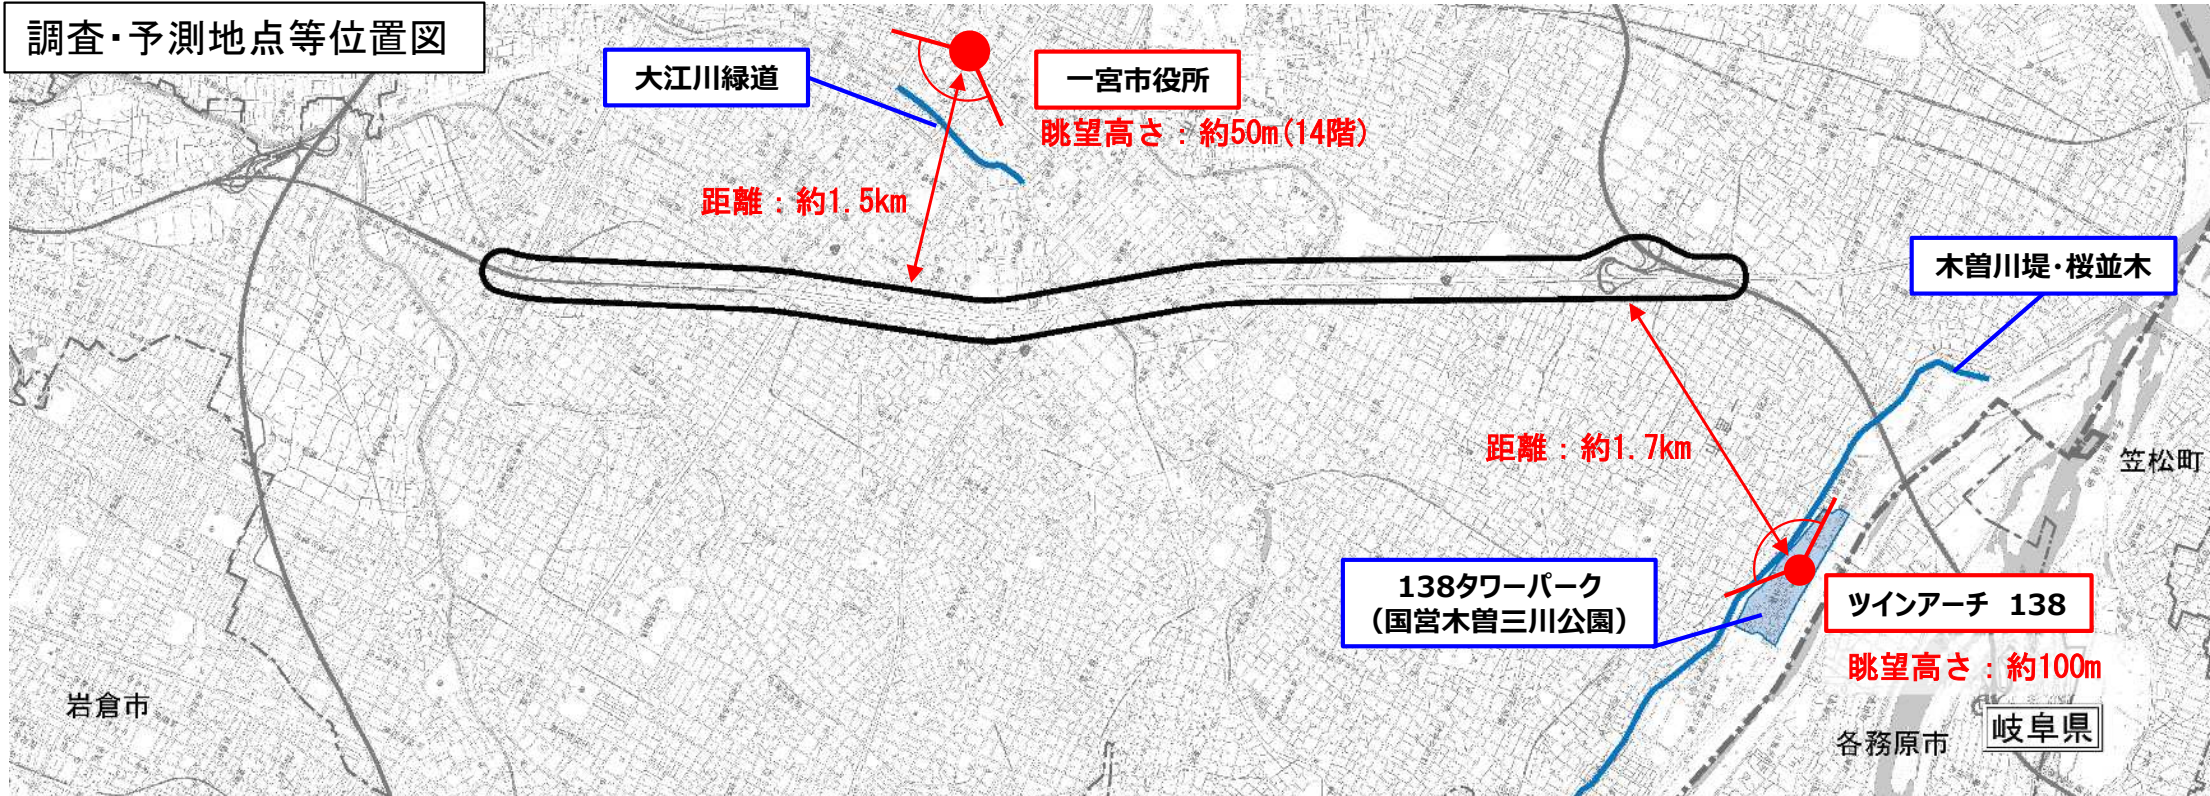 調査・予測地点等位置図
大江川緑道
一宮市役所
眺望高さ：約50m(14階)
距離：約1.5km
木曽川堤・桜並木
距離：約1.7km
笠松町
138タワーパーク
（国営木曽三川公園）
ツインアーチ 138
眺望高さ：約100m
岩倉市
各務原市
岐阜県